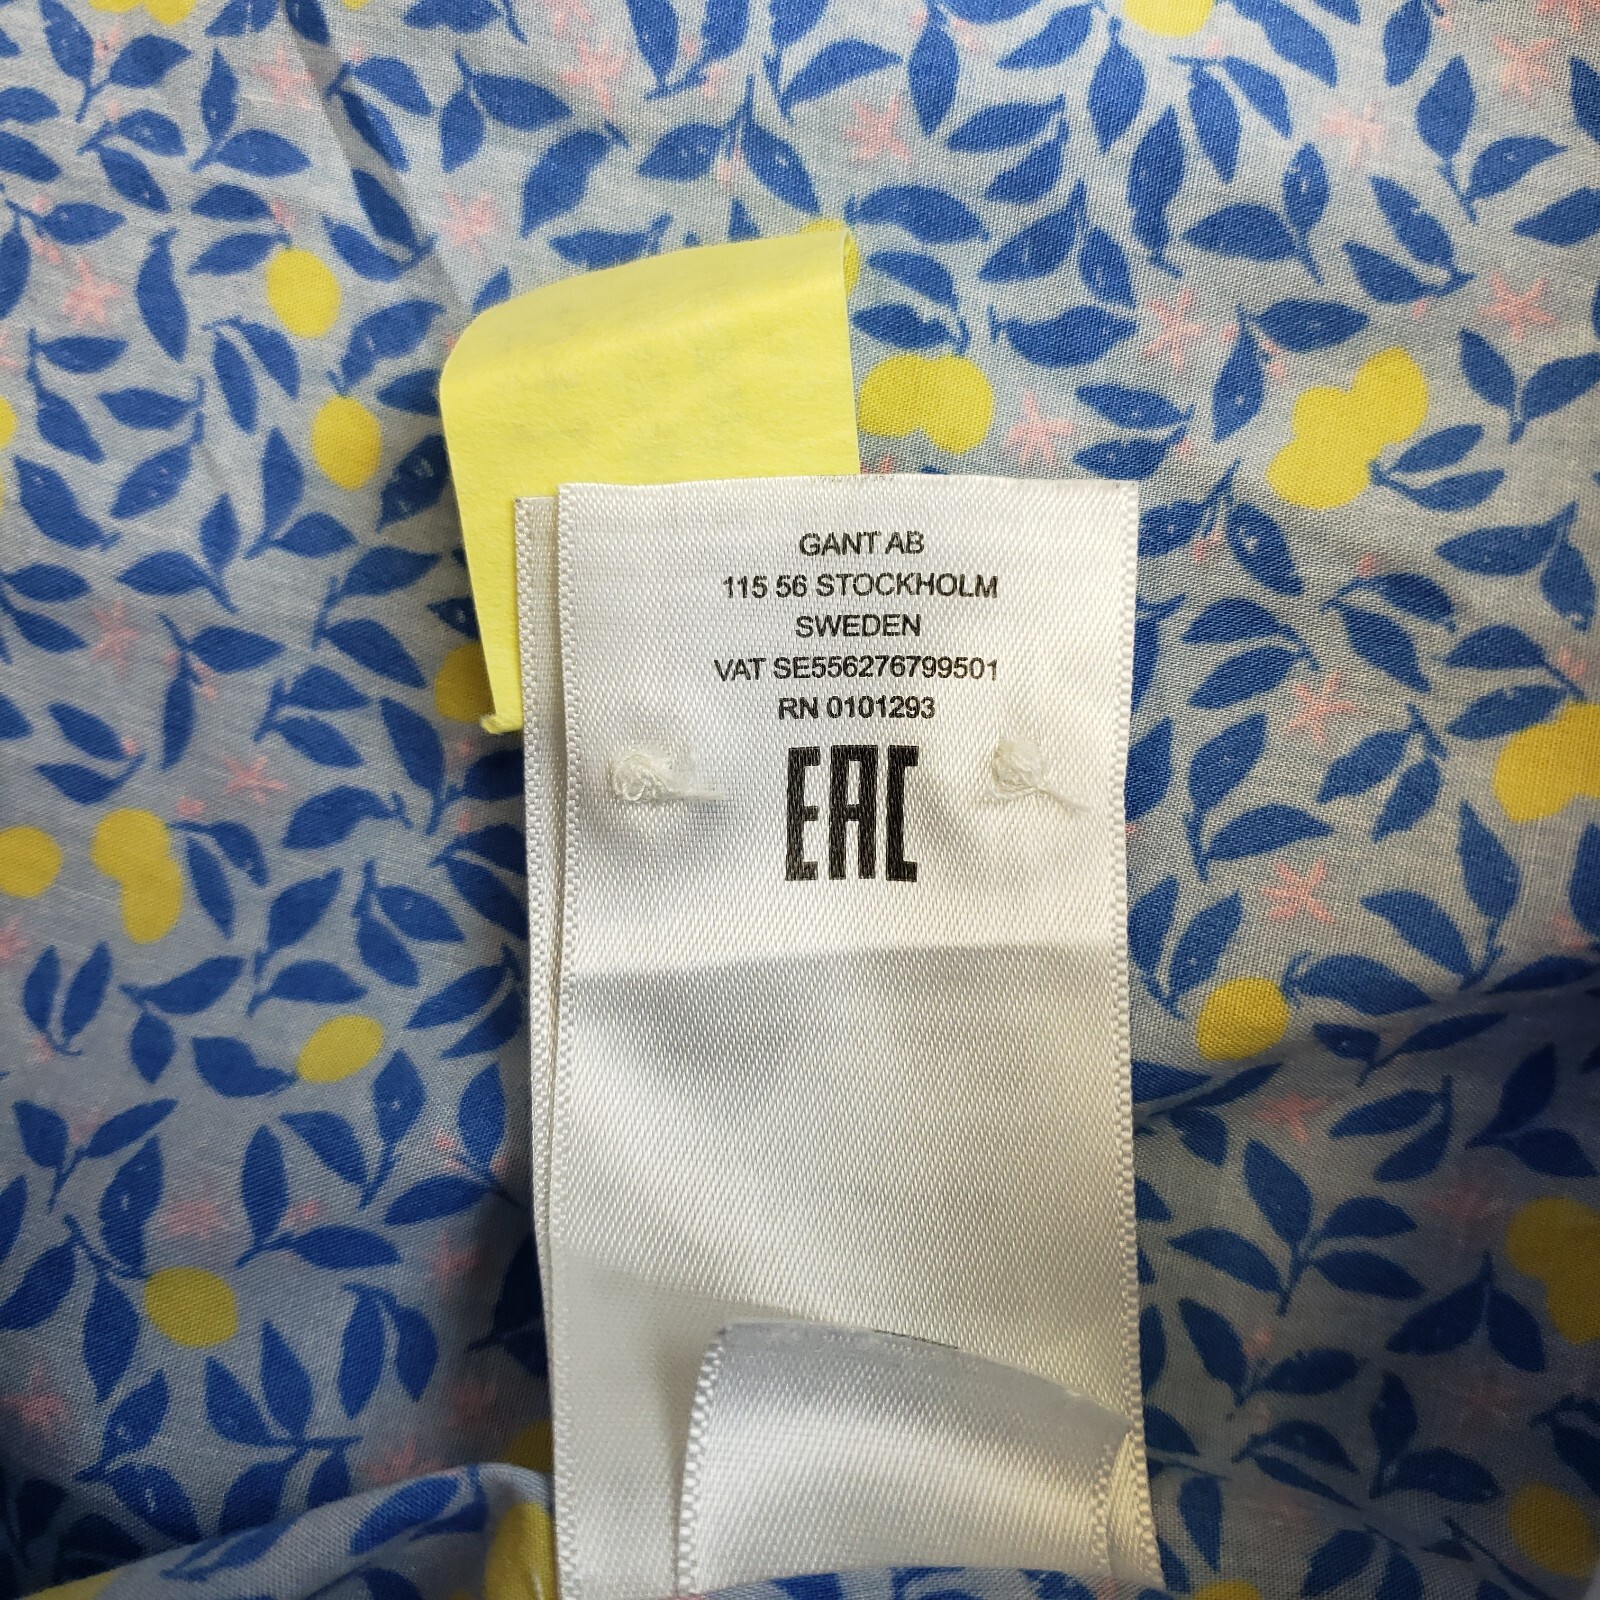 GANT AB
115 56 STOCKHOLM
SWEDEN
VAT SE556276799501
RN 0101293
EAC